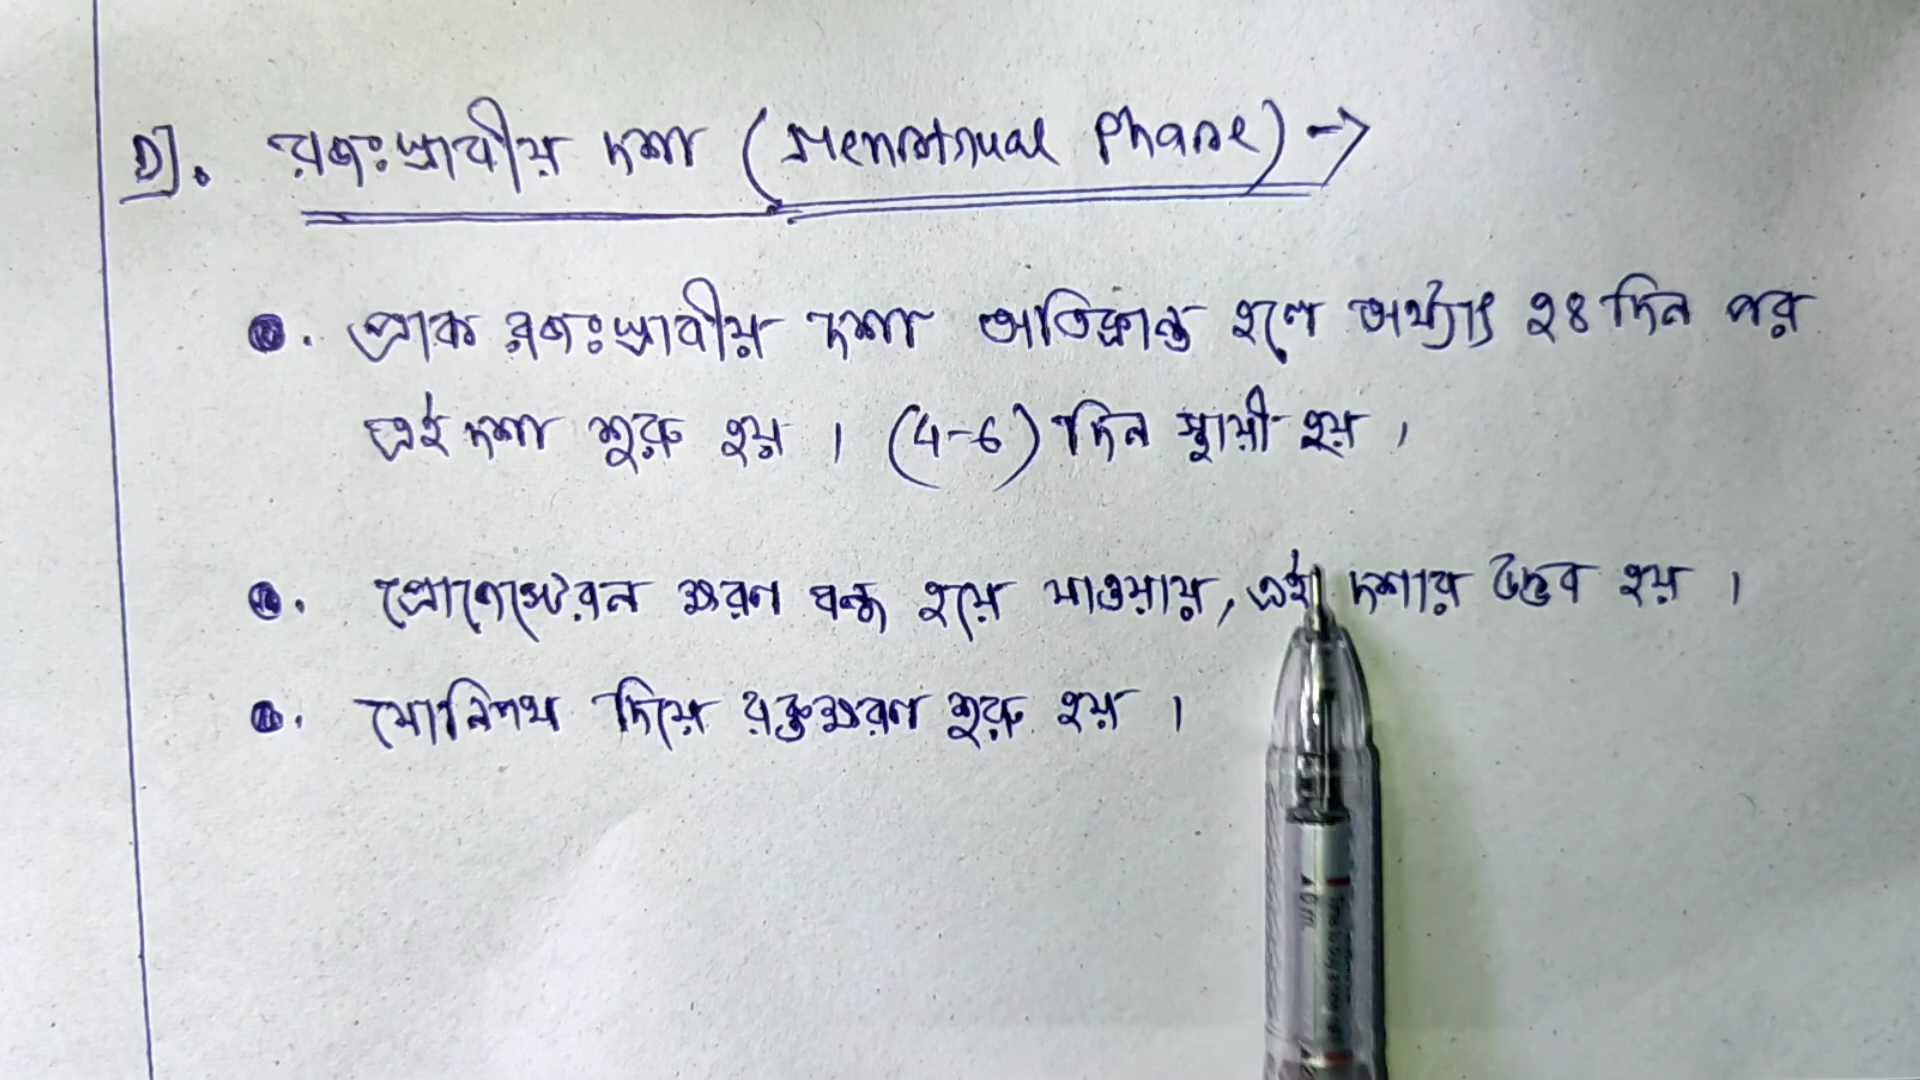 D]. রজঃস্রাবীয় দশা (Menstrual Phase) →
প্রাক রজঃস্রাবীয় দশা অতিক্রান্ত হলে অর্থ্যাৎ ২৪ দিন পর
এই দশা শুরু হয় । (4-6) দিন স্থায়ী হয় ।
প্রোজেস্টেরন ক্ষরণ বন্ধ হয়ে যাওয়ায়, এই দশার উদ্ভব হয় ।
যোনিপথ দিয়ে রক্তক্ষরণ শুরু হয় ।